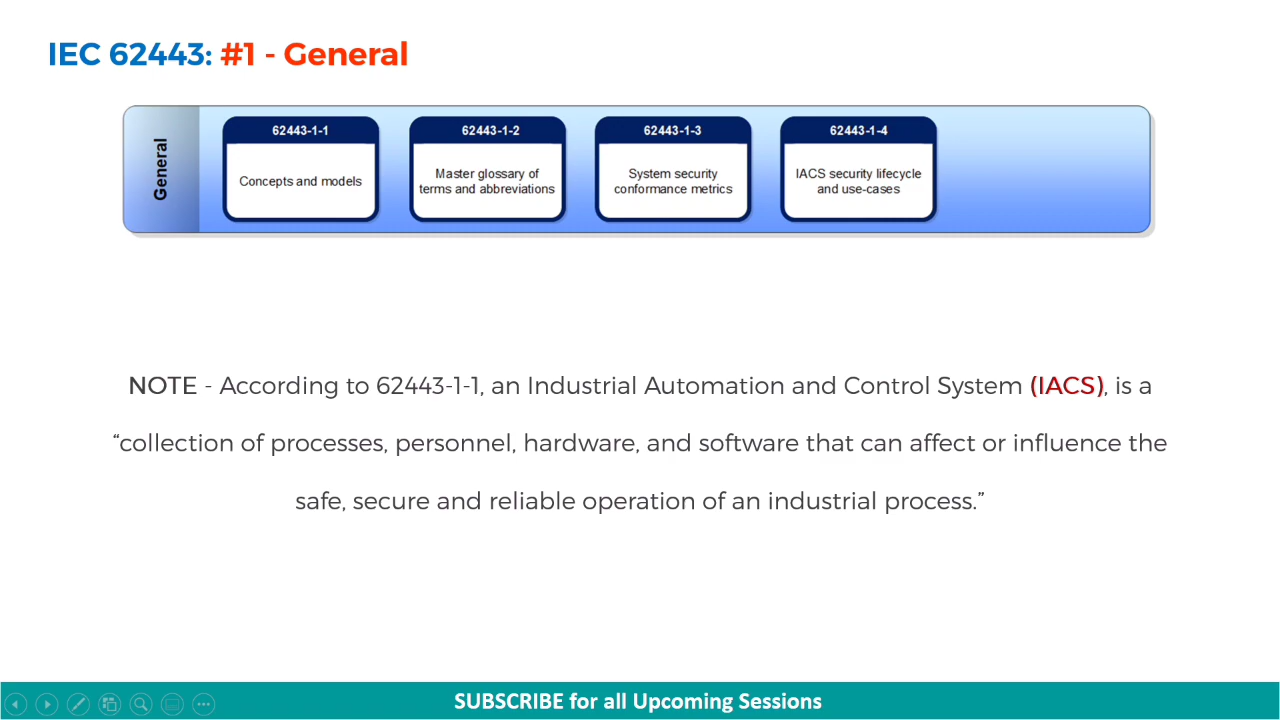 IEC 62443: #1 - General
General
62443-1-1
Concepts and models
62443-1-2
Master glossary of
terms and abbreviations
62443-1-3
System security
conformance metrics
62443-1-4
IACS security lifecycle
and use-cases
NOTE - According to 62443-1-1, an Industrial Automation and Control System (IACS), is a
“collection of processes, personnel, hardware, and software that can affect or influence the
safe, secure and reliable operation of an industrial process.”
SUBSCRIBE for all Upcoming Sessions